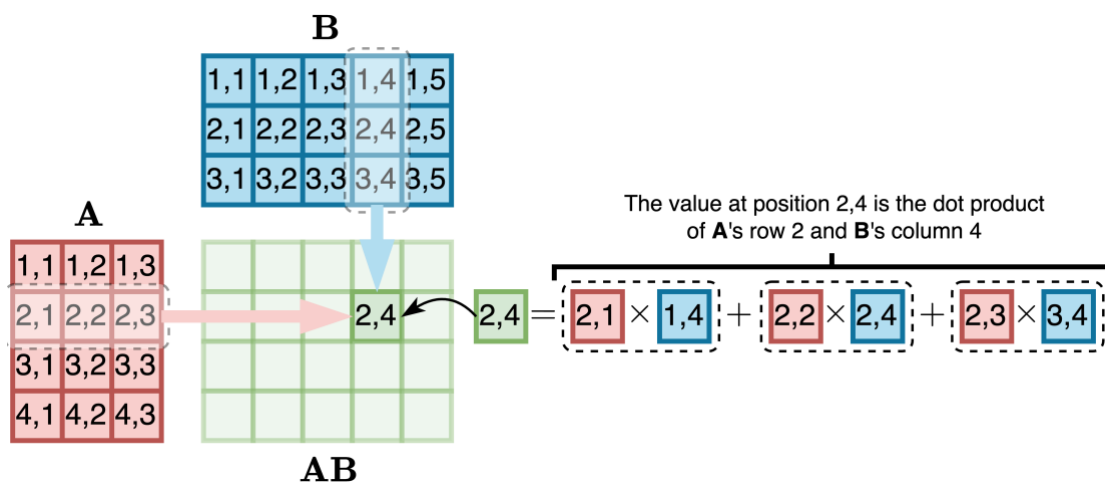 B
1,1 1,2 1,3 1,4 1,5
2,1 2,2 2,3 2,4 2,5
3,1 3,2 3,3 3,4 3,5
A
1,1 1,2 1,3
2,1 2,2 2,3
3,1 3,2 3,3
4,1 4,2 4,3
2,4
AB
The value at position 2,4 is the dot product
of A's row 2 and B's column 4
2,4 = 2,1 × 1,4 + 2,2 × 2,4 + 2,3 × 3,4